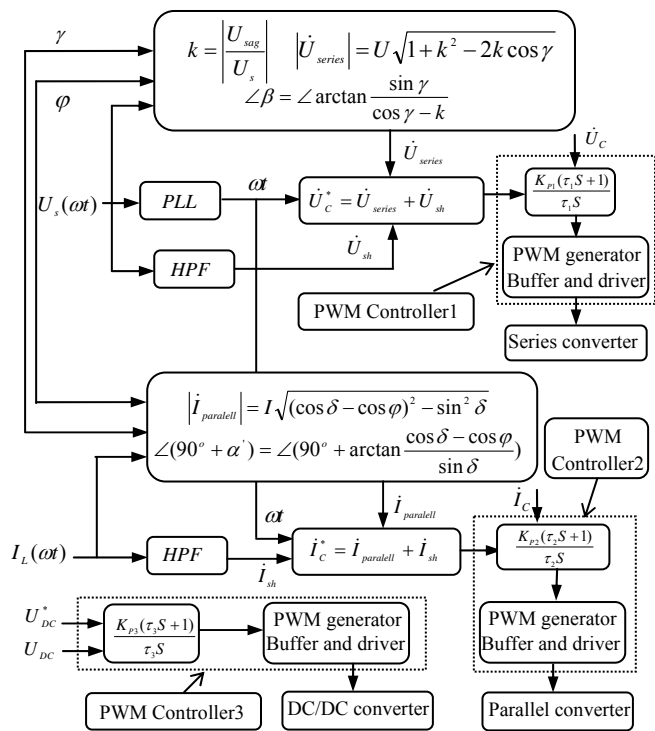 γ
φ
k = |U_sag / U_s|  |U̇_series| = U√(1 + k² − 2k cos γ)
∠β = ∠ arctan (sin γ / (cos γ − k))
U̇_series
U̇_C
U_s(ωt)
PLL
ωt
U̇_C^* = U̇_series + U̇_sh
K_P1(τ_1S+1) / τ_1S
U̇_sh
HPF
PWM generator
Buffer and driver
PWM Controller1
Series converter
|İ_paralell| = I√((cos δ − cos φ)² − sin² δ)
∠(90° + α') = ∠(90° + arctan (cos δ − cos φ / sin δ))
PWM
Controller2
İ_paralell
İ_C
ωt
I_L(ωt)
HPF
İ_sh
İ_C^* = İ_paralell + İ_sh
K_P2(τ_2S+1) / τ_2S
U_DC^*
U_DC
K_P3(τ_3S+1) / τ_3S
PWM generator
Buffer and driver
PWM generator
Buffer and driver
PWM Controller3
DC/DC converter
Parallel converter